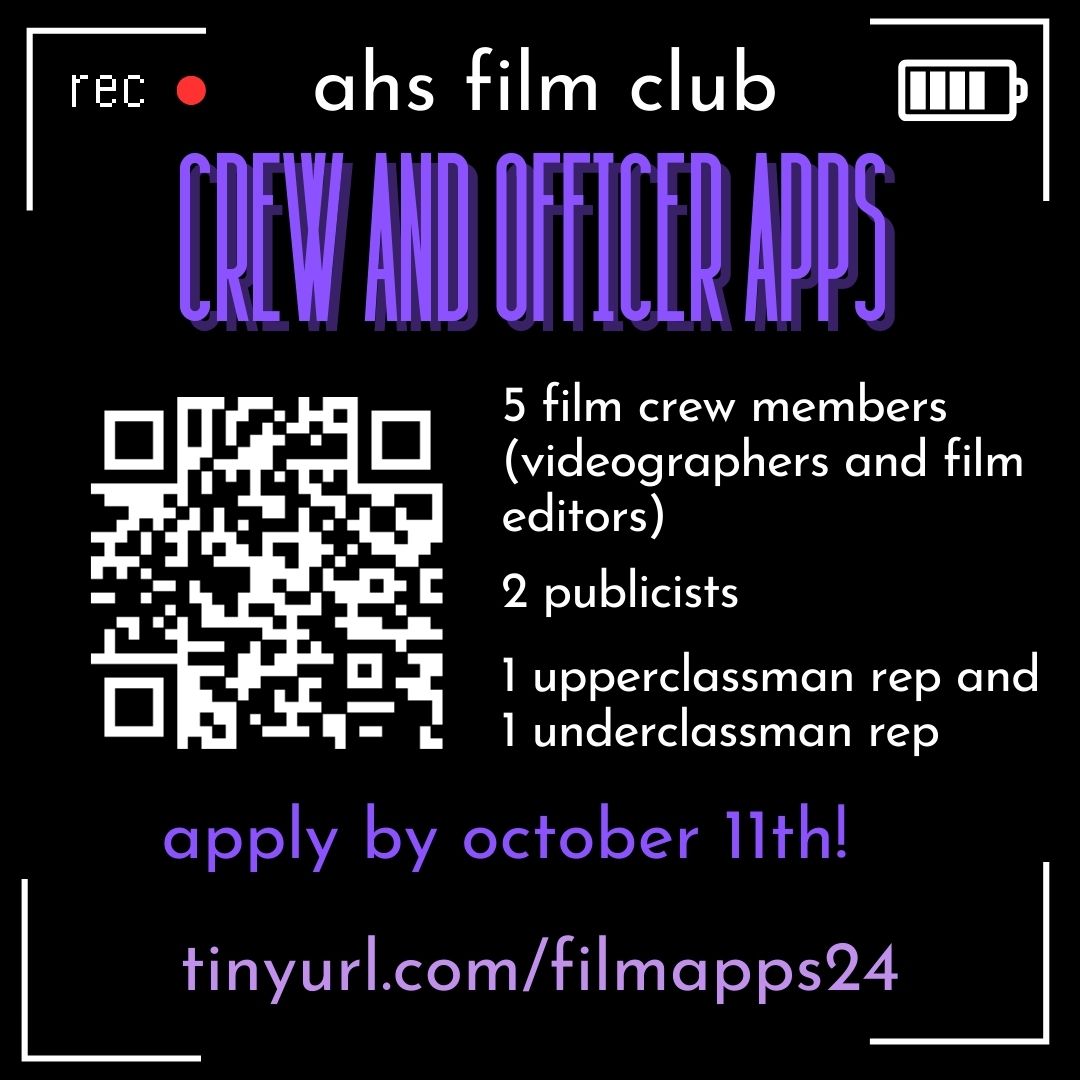 rec
ahs film club
CREW AND OFFICER APPS
5 film crew members
(videographers and film
editors)
2 publicists
1 upperclassman rep and
1 underclassman rep
apply by october 11th!
tinyurl.com/filmapps24